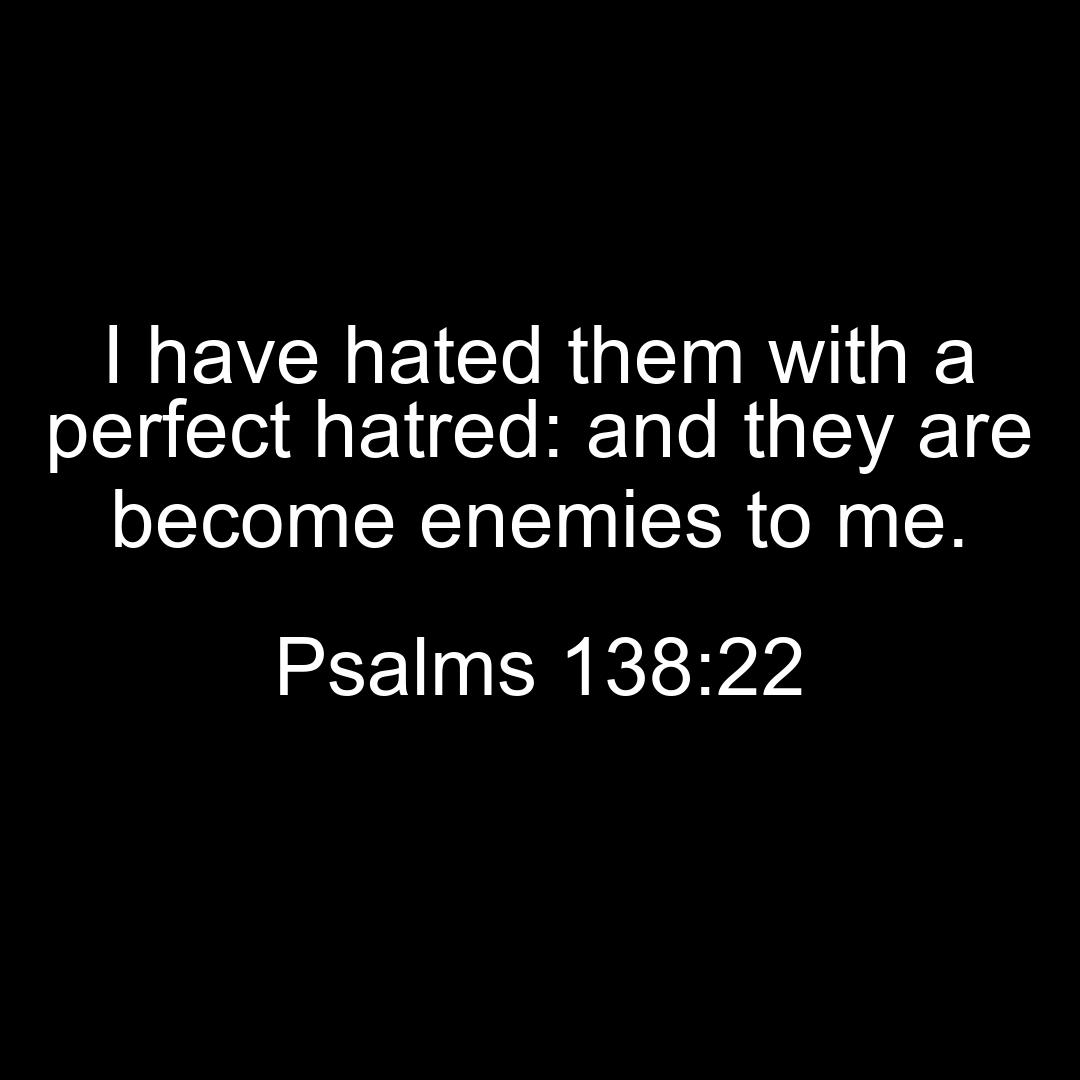 I have hated them with a
perfect hatred: and they are
become enemies to me.
Psalms 138:22